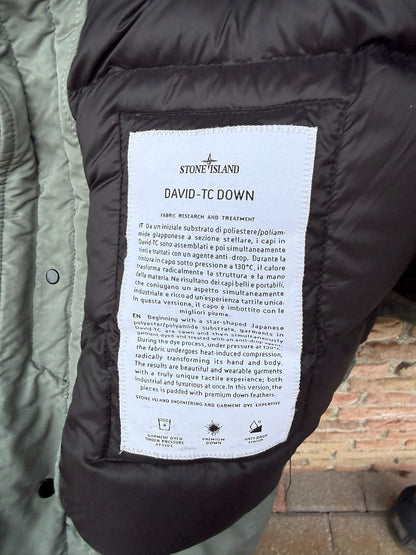 STONE ISLAND
DAVID-TC DOWN
FABRIC RESEARCH AND TREATMENT
IT Da un iniziale substrato di poliestere/poliam-
mide giapponese a sezione stellare, i capi in
David-TC sono assemblati e poi simultaneamente
tinti e trattati con un agente anti-drop. Durante la
tintura in capo sotto pressione a 130°C, il calore
trasforma radicalmente la struttura e la mano
della materia. Ne risultano dei capi belli e portabili,
che coniugano un aspetto simultaneamente
industriale e ricco ad un'esperienza tattile unica.
In questa versione, il capo è imbottito con le
migliori piume.
EN Beginning with a star-shaped Japanese
polyester/polyamide substrate, garments in
David-TC are sewn and then simultaneously
garment dyed and treated with an anti-drop agent.
During the dye process, under pressure at 130°C,
the fabric undergoes heat-induced compression,
radically transforming its hand and body.
The results are beautiful and wearable garments
with a truly unique tactile experience; both
industrial and luxurious at once. In this version, the
pieces is padded with premium down feathers.
STONE ISLAND ENGINEERING AND GARMENT DYE EXPERTISE
GARMENT DYED
UNDER PRESSURE
AT 130°C
PREMIUM
DOWN
ANTI DROP
FINISH